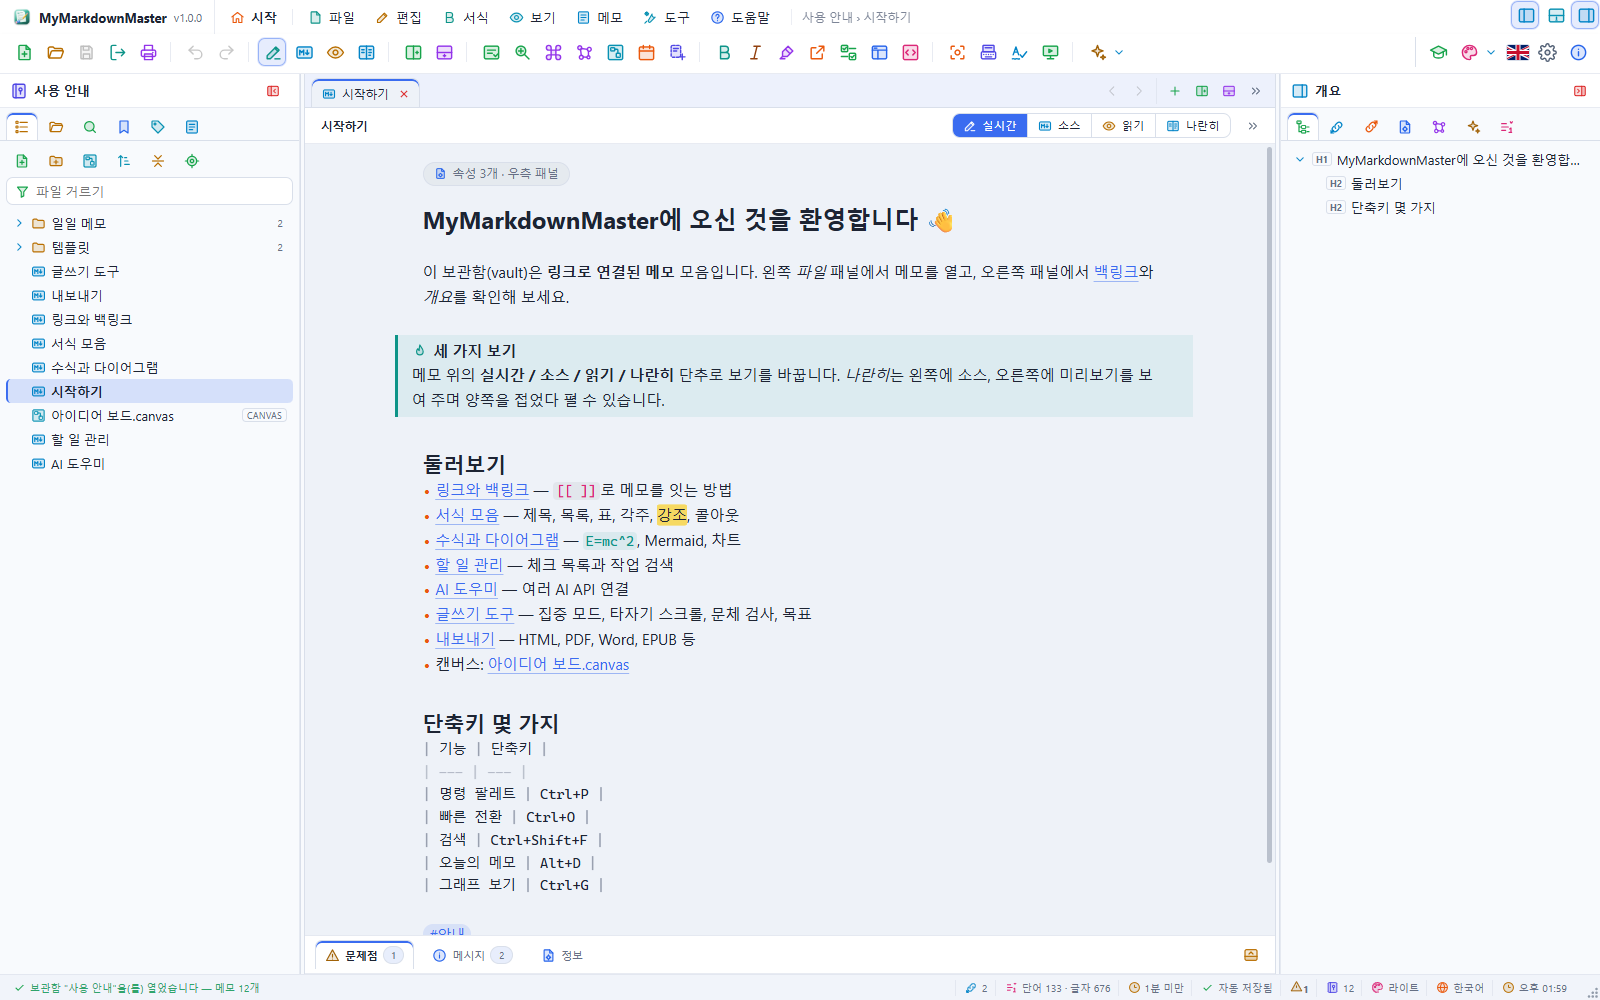 MyMarkdownMaster v1.0.0 시작 파일 편집 서식 보기 메모 도구 도움말 사용 안내 › 시작하기
사용 안내
파일 거르기
일일 메모 2
템플릿 2
글쓰기 도구
내보내기
링크와 백링크
서식 모음
수식과 다이어그램
시작하기
아이디어 보드.canvas CANVAS
할 일 관리
AI 도우미
시작하기
시작하기 실시간 소스 읽기 나란히
속성 3개 · 우측 패널
MyMarkdownMaster에 오신 것을 환영합니다 👋
이 보관함(vault)은 링크로 연결된 메모 모음입니다. 왼쪽 파일 패널에서 메모를 열고, 오른쪽 패널에서 백링크와
개요를 확인해 보세요.
세 가지 보기
메모 위의 실시간 / 소스 / 읽기 / 나란히 단추로 보기를 바꿉니다. 나란히는 왼쪽에 소스, 오른쪽에 미리보기를 보
여 주며 양쪽을 접었다 펼 수 있습니다.
둘러보기
• 링크와 백링크 — [[ ]]로 메모를 잇는 방법
• 서식 모음 — 제목, 목록, 표, 각주, 강조, 콜아웃
• 수식과 다이어그램 — E=mc^2, Mermaid, 차트
• 할 일 관리 — 체크 목록과 작업 검색
• AI 도우미 — 여러 AI API 연결
• 글쓰기 도구 — 집중 모드, 타자기 스크롤, 문체 검사, 목표
• 내보내기 — HTML, PDF, Word, EPUB 등
• 캔버스: 아이디어 보드.canvas
단축키 몇 가지
| 기능 | 단축키 |
| --- | --- |
| 명령 팔레트 | Ctrl+P |
| 빠른 전환 | Ctrl+O |
| 검색 | Ctrl+Shift+F |
| 오늘의 메모 | Alt+D |
| 그래프 보기 | Ctrl+G |
#안내
문제점 1 메시지 2 정보
개요
H1 MyMarkdownMaster에 오신 것을 환영합...
H2 둘러보기
H2 단축키 몇 가지
보관함 "사용 안내"을(를) 열었습니다 — 메모 12개
2 단어 133 · 글자 676 1분 미만 자동 저장됨 1 12 라이트 한국어 오후 01:59